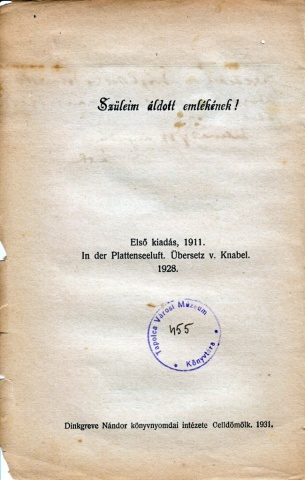 Szüleim áldott emlékének!
Első kiadás, 1911.
In der Plattenseeluft. Übersetz v. Knabel.
1928.
Tapolca Városi Múzeum
455
Könyvtára
Dinkgreve Nándor könyvnyomdai intézete Celldömölk. 1931.